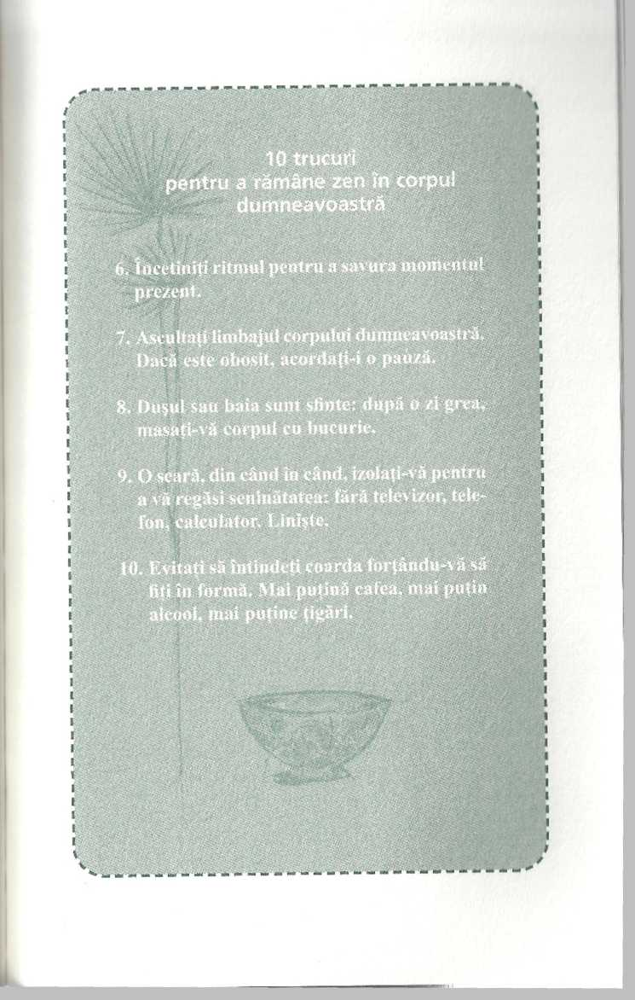 10 trucuri
pentru a rămâne zen în corpul
dumneavoastră
6. Încetiniți ritmul pentru a savura momentul
prezent.
7. Ascultați limbajul corpului dumneavoastră.
Dacă este obosit, acordați-i o pauză.
8. Dușul sau baia sunt sfinte: după o zi grea,
masați-vă corpul cu bucurie.
9. O seară, din când în când, izolați-vă pentru
a vă regăsi seninătatea: fără televizor, tele-
fon, calculator. Liniște.
10. Evitați să întindeți coarda forțându-vă să
fiți în formă. Mai puțină cafea, mai puțin
alcool, mai puține țigări.